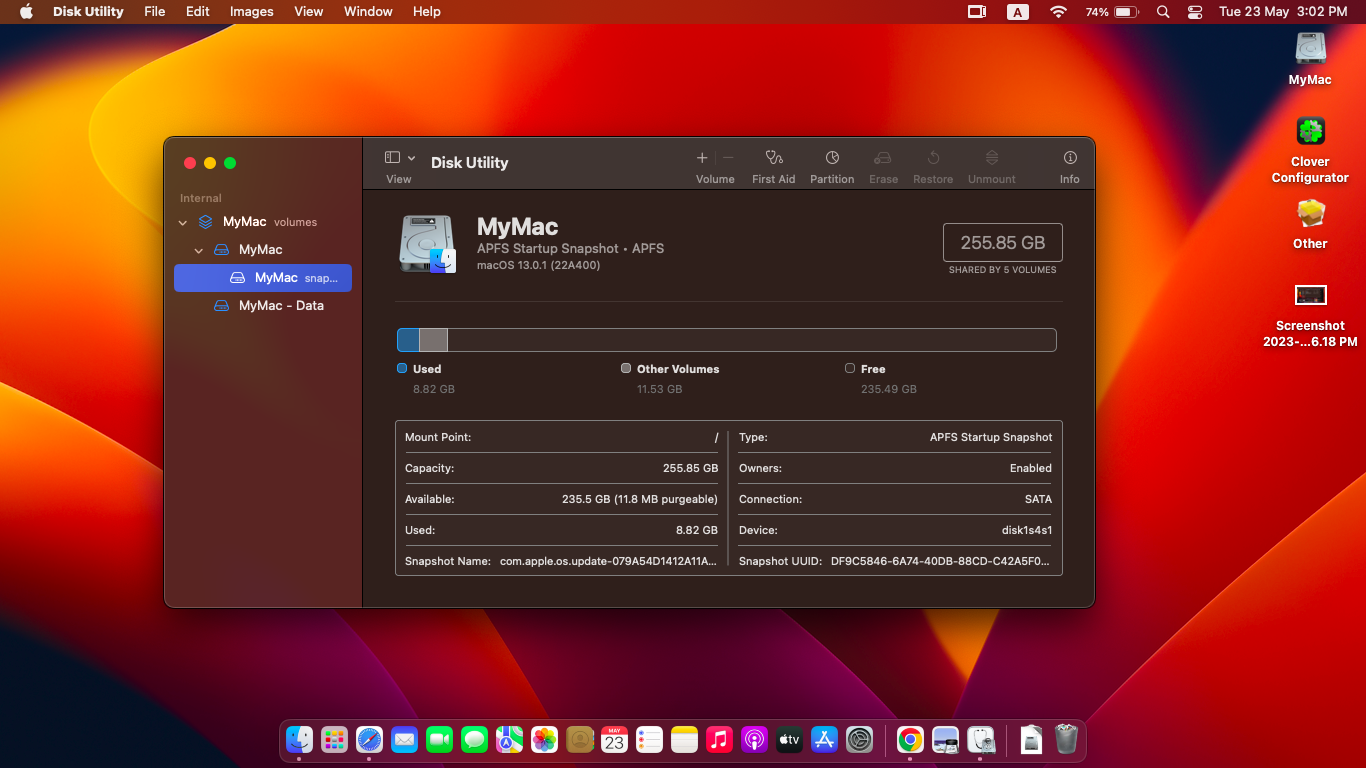 Disk Utility File Edit Images View Window Help A 74% Tue 23 May 3:02 PM
MyMac
Clover
Configurator
Other
Screenshot
2023-...6.18 PM
Internal
MyMac volumes
MyMac
MyMac snap...
MyMac - Data
View
Disk Utility
Volume First Aid Partition Erase Restore Unmount Info
MyMac
APFS Startup Snapshot • APFS
macOS 13.0.1 (22A400)
255.85 GB
SHARED BY 5 VOLUMES
Used
8.82 GB
Other Volumes
11.53 GB
Free
235.49 GB
Mount Point: /
Capacity: 255.85 GB
Available: 235.5 GB (11.8 MB purgeable)
Used: 8.82 GB
Snapshot Name: com.apple.os.update-079A54D1412A11A...
Type: APFS Startup Snapshot
Owners: Enabled
Connection: SATA
Device: disk1s4s1
Snapshot UUID: DF9C5846-6A74-40DB-88CD-C42A5F0...
MAY
23
tv